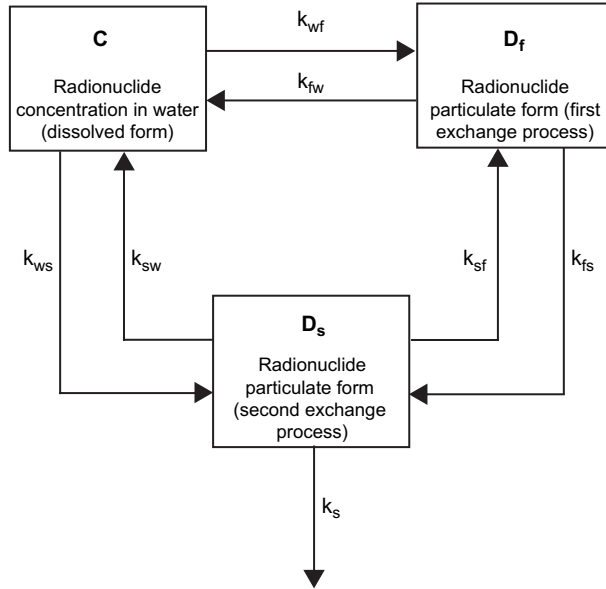 C
Radionuclide
concentration in water
(dissolved form)
k_wf
k_fw
D_f
Radionuclide
particulate form (first
exchange process)
k_ws
k_sw
k_sf
k_fs
D_s
Radionuclide
particulate form
(second exchange
process)
k_s